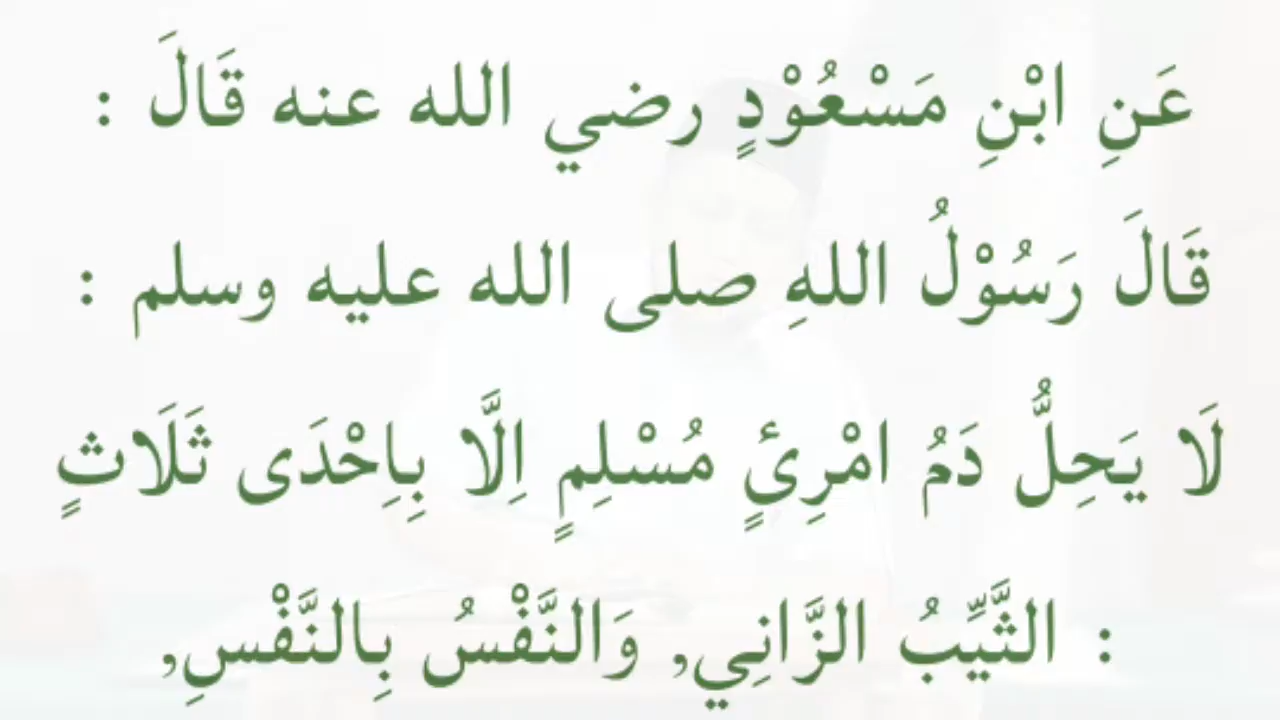 عَنِ ابْنِ مَسْعُوْدٍ رضي الله عنه قَالَ :
قَالَ رَسُوْلُ اللهِ صلى الله عليه وسلم :
لَا يَحِلُّ دَمُ امْرِئٍ مُسْلِمٍ اِلَّا بِاِحْدَى ثَلَاثٍ
: الثَّيِّبُ الزَّانِي, وَالنَّفْسُ بِالنَّفْسِ,